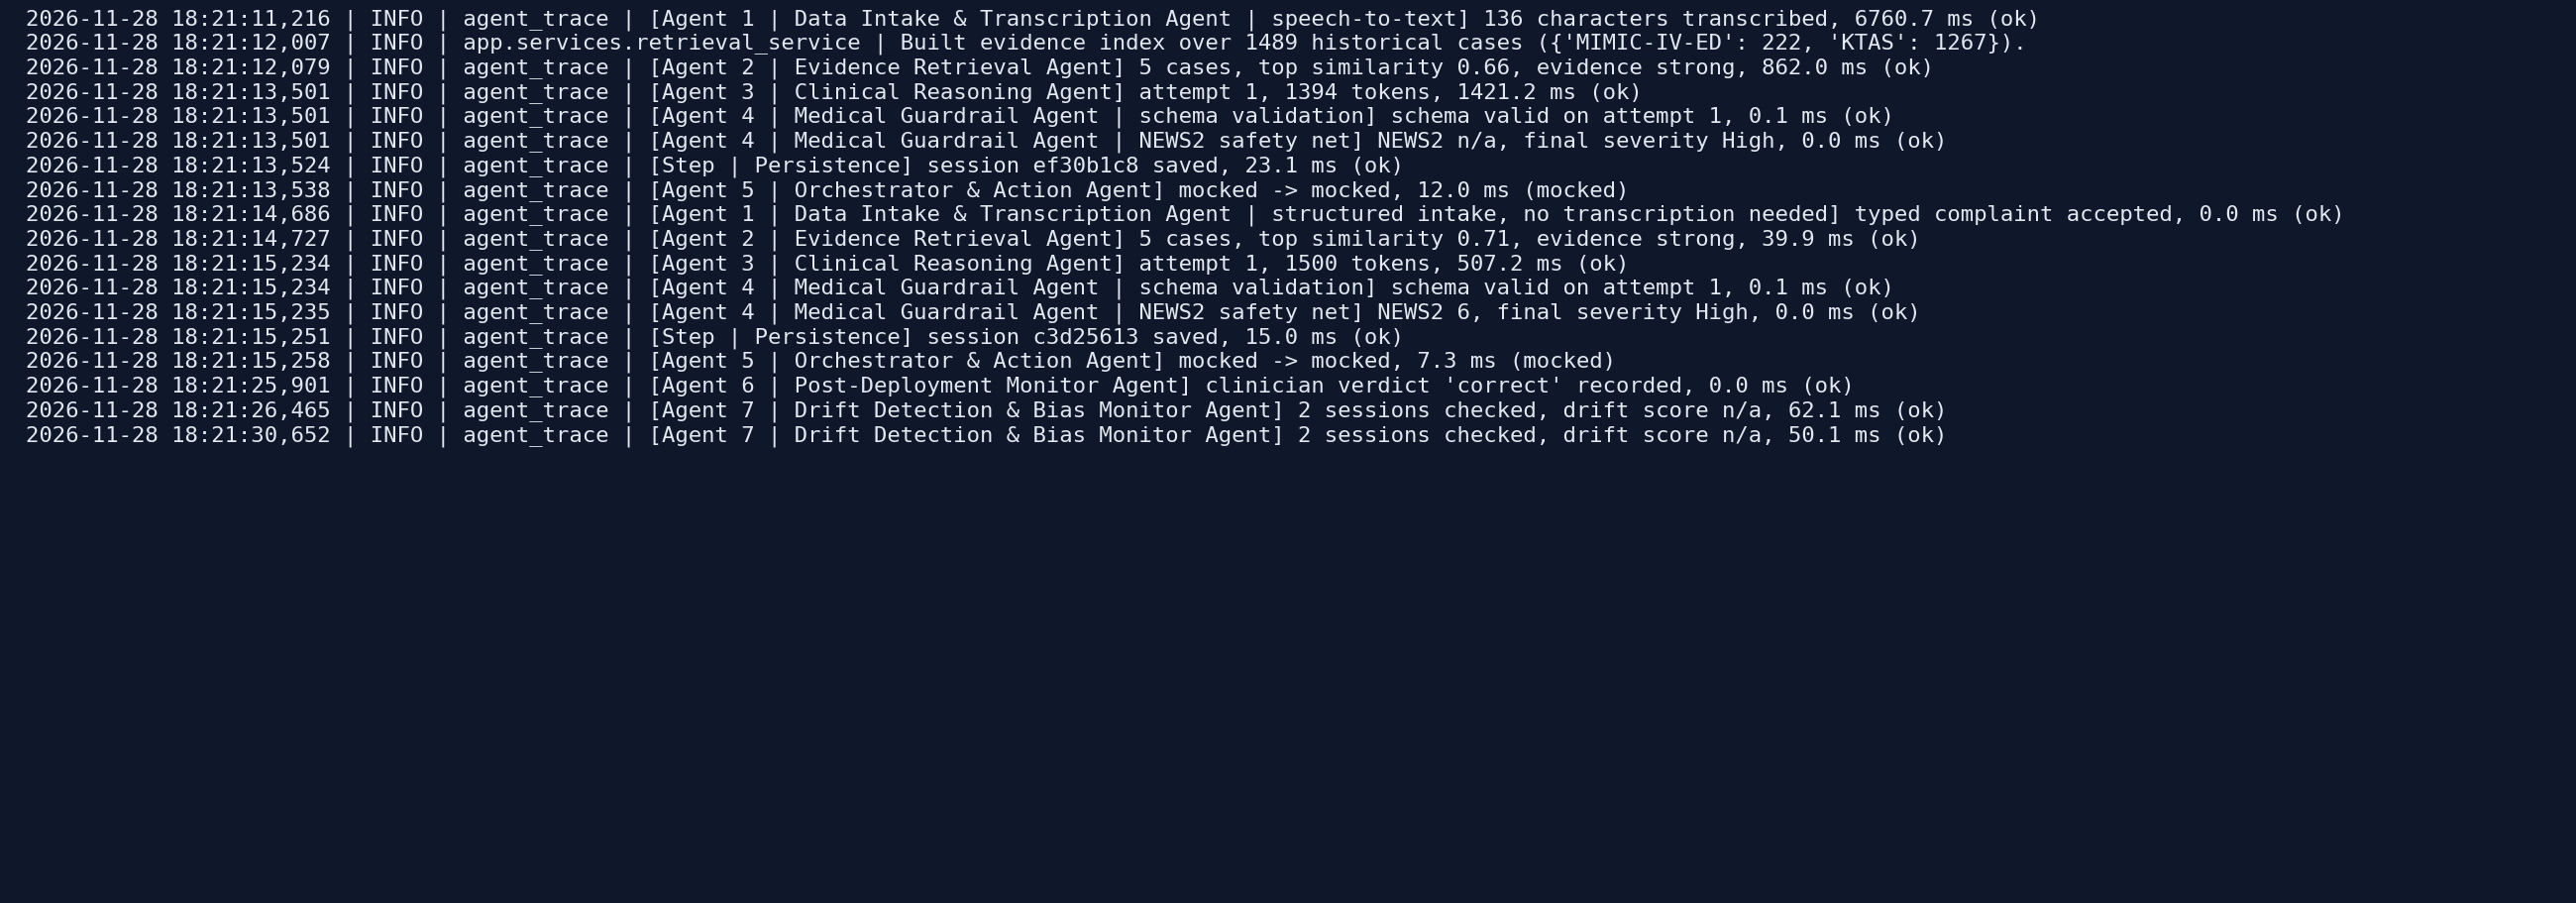 2026-11-28 18:21:11,216 | INFO | agent_trace | [Agent 1 | Data Intake & Transcription Agent | speech-to-text] 136 characters transcribed, 6760.7 ms (ok)
2026-11-28 18:21:12,007 | INFO | app.services.retrieval_service | Built evidence index over 1489 historical cases ({'MIMIC-IV-ED': 222, 'KTAS': 1267}).
2026-11-28 18:21:12,079 | INFO | agent_trace | [Agent 2 | Evidence Retrieval Agent] 5 cases, top similarity 0.66, evidence strong, 862.0 ms (ok)
2026-11-28 18:21:13,501 | INFO | agent_trace | [Agent 3 | Clinical Reasoning Agent] attempt 1, 1394 tokens, 1421.2 ms (ok)
2026-11-28 18:21:13,501 | INFO | agent_trace | [Agent 4 | Medical Guardrail Agent | schema validation] schema valid on attempt 1, 0.1 ms (ok)
2026-11-28 18:21:13,501 | INFO | agent_trace | [Agent 4 | Medical Guardrail Agent | NEWS2 safety net] NEWS2 n/a, final severity High, 0.0 ms (ok)
2026-11-28 18:21:13,524 | INFO | agent_trace | [Step | Persistence] session ef30b1c8 saved, 23.1 ms (ok)
2026-11-28 18:21:13,538 | INFO | agent_trace | [Agent 5 | Orchestrator & Action Agent] mocked -> mocked, 12.0 ms (mocked)
2026-11-28 18:21:14,686 | INFO | agent_trace | [Agent 1 | Data Intake & Transcription Agent | structured intake, no transcription needed] typed complaint accepted, 0.0 ms (ok)
2026-11-28 18:21:14,727 | INFO | agent_trace | [Agent 2 | Evidence Retrieval Agent] 5 cases, top similarity 0.71, evidence strong, 39.9 ms (ok)
2026-11-28 18:21:15,234 | INFO | agent_trace | [Agent 3 | Clinical Reasoning Agent] attempt 1, 1500 tokens, 507.2 ms (ok)
2026-11-28 18:21:15,234 | INFO | agent_trace | [Agent 4 | Medical Guardrail Agent | schema validation] schema valid on attempt 1, 0.1 ms (ok)
2026-11-28 18:21:15,235 | INFO | agent_trace | [Agent 4 | Medical Guardrail Agent | NEWS2 safety net] NEWS2 6, final severity High, 0.0 ms (ok)
2026-11-28 18:21:15,251 | INFO | agent_trace | [Step | Persistence] session c3d25613 saved, 15.0 ms (ok)
2026-11-28 18:21:15,258 | INFO | agent_trace | [Agent 5 | Orchestrator & Action Agent] mocked -> mocked, 7.3 ms (mocked)
2026-11-28 18:21:25,901 | INFO | agent_trace | [Agent 6 | Post-Deployment Monitor Agent] clinician verdict 'correct' recorded, 0.0 ms (ok)
2026-11-28 18:21:26,465 | INFO | agent_trace | [Agent 7 | Drift Detection & Bias Monitor Agent] 2 sessions checked, drift score n/a, 62.1 ms (ok)
2026-11-28 18:21:30,652 | INFO | agent_trace | [Agent 7 | Drift Detection & Bias Monitor Agent] 2 sessions checked, drift score n/a, 50.1 ms (ok)